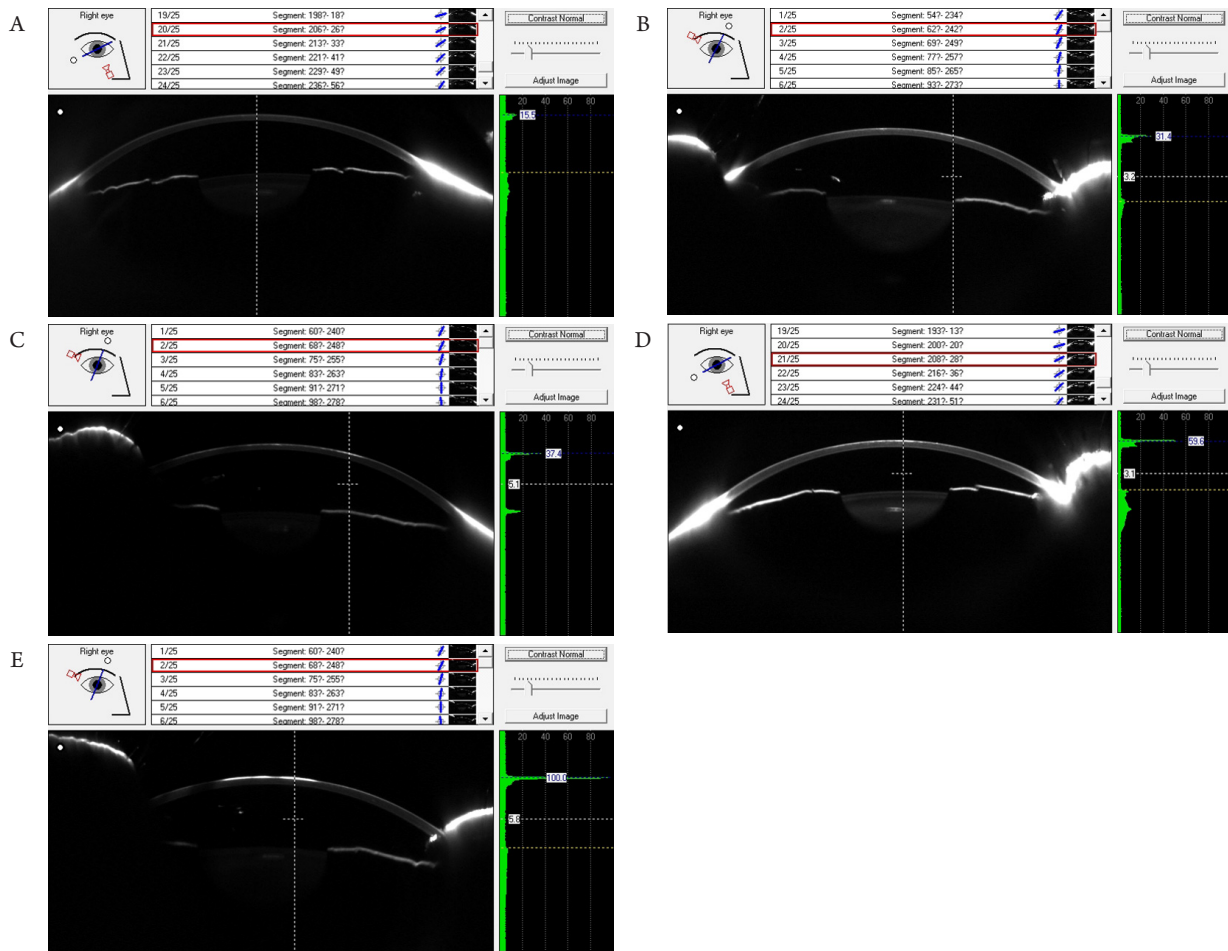 A
Right eye
19/25 Segment: 198?- 18?
20/25 Segment: 206?- 26?
21/25 Segment: 213?- 33?
22/25 Segment: 221?- 41?
23/25 Segment: 229?- 49?
24/25 Segment: 236?- 56?
Contrast Normal
Adjust Image
20 40 60 80
15.5
B
Right eye
1/25 Segment: 54?- 234?
2/25 Segment: 62?- 242?
3/25 Segment: 69?- 249?
4/25 Segment: 77?- 257?
5/25 Segment: 85?- 265?
6/25 Segment: 93?- 273?
Contrast Normal
Adjust Image
20 40 60 80
31.4
3.2
C
Right eye
1/25 Segment: 60?- 240?
2/25 Segment: 68?- 248?
3/25 Segment: 75?- 255?
4/25 Segment: 83?- 263?
5/25 Segment: 91?- 271?
6/25 Segment: 98?- 278?
Contrast Normal
Adjust Image
20 40 60 80
37.4
5.1
D
Right eye
19/25 Segment: 193?- 13?
20/25 Segment: 200?- 20?
21/25 Segment: 208?- 28?
22/25 Segment: 216?- 36?
23/25 Segment: 224?- 44?
24/25 Segment: 231?- 51?
Contrast Normal
Adjust Image
20 40 60 80
59.6
3.1
E
Right eye
1/25 Segment: 60?- 240?
2/25 Segment: 68?- 248?
3/25 Segment: 75?- 255?
4/25 Segment: 83?- 263?
5/25 Segment: 91?- 271?
6/25 Segment: 98?- 278?
Contrast Normal
Adjust Image
20 40 60 80
100.0
5.8